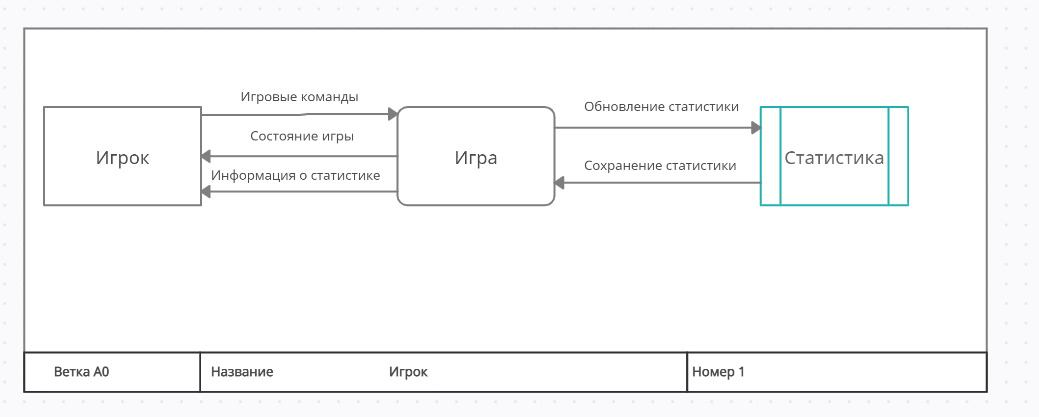 Игровые команды
Обновление статистики
Состояние игры
Игрок
Игра
Статистика
Информация о статистике
Сохранение статистики
Ветка А0
Название
Игрок
Номер 1